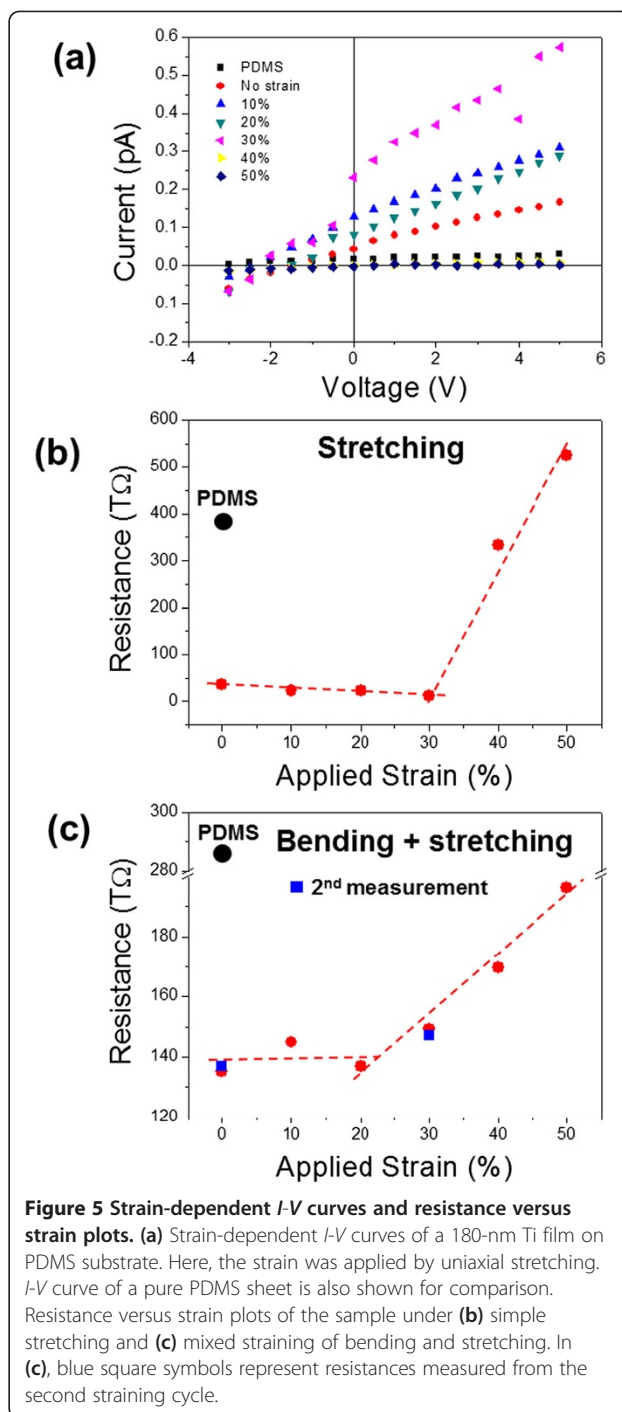 (a)
PDMS
No strain
10%
20%
30%
40%
50%
Current (pA)
0.6
0.5
0.4
0.3
0.2
0.1
0.0
0.1
-0.2
-4 -2 0 2 4 6
Voltage (V)
(b)
Stretching
PDMS
Resistance (TΩ)
600
500
400
300
200
100
0
0 10 20 30 40 50
Applied Strain (%)
(c)
Bending + stretching
PDMS
2nd measurement
Resistance (TΩ)
300
280
180
160
140
120
0 10 20 30 40 50
Applied Strain (%)
Figure 5 Strain-dependent I-V curves and resistance versus
strain plots. (a) Strain-dependent I-V curves of a 180-nm Ti film on
PDMS substrate. Here, the strain was applied by uniaxial stretching.
I-V curve of a pure PDMS sheet is also shown for comparison.
Resistance versus strain plots of the sample under (b) simple
stretching and (c) mixed straining of bending and stretching. In
(c), blue square symbols represent resistances measured from the
second straining cycle.